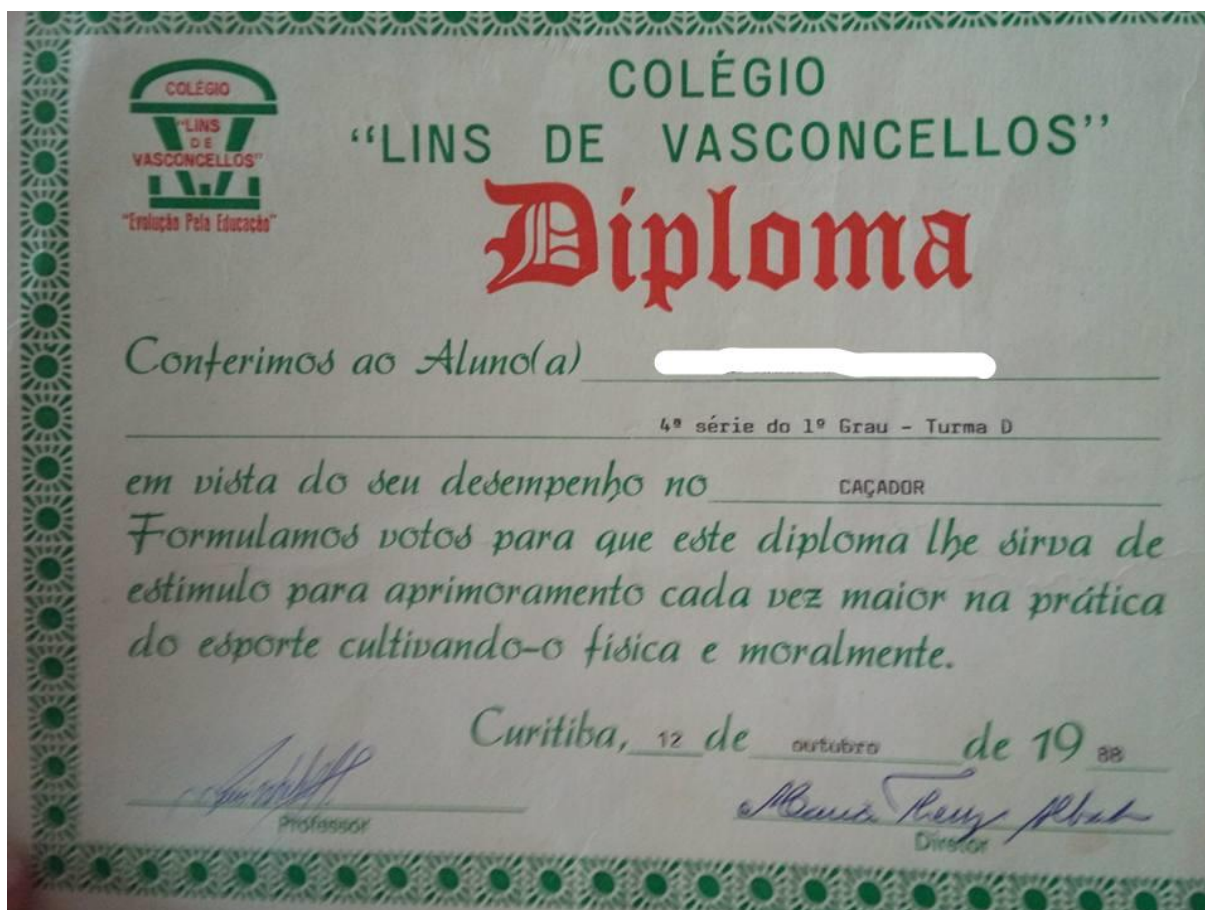 COLÉGIO
"LINS
DE
VASCONCELLOS"
"Evolução Pela Educação"
COLÉGIO
“LINS DE VASCONCELLOS”
Diploma
Conferimos ao Aluno(a)
4ª série do 1º Grau - Turma D
em vista do seu desempenho no CAÇADOR
Formulamos votos para que este diploma lhe sirva de
estimulo para aprimoramento cada vez maior na prática
do esporte cultivando-o física e moralmente.
Curitiba, 12 de outubro de 19 88
Maria
Professor
Diretor